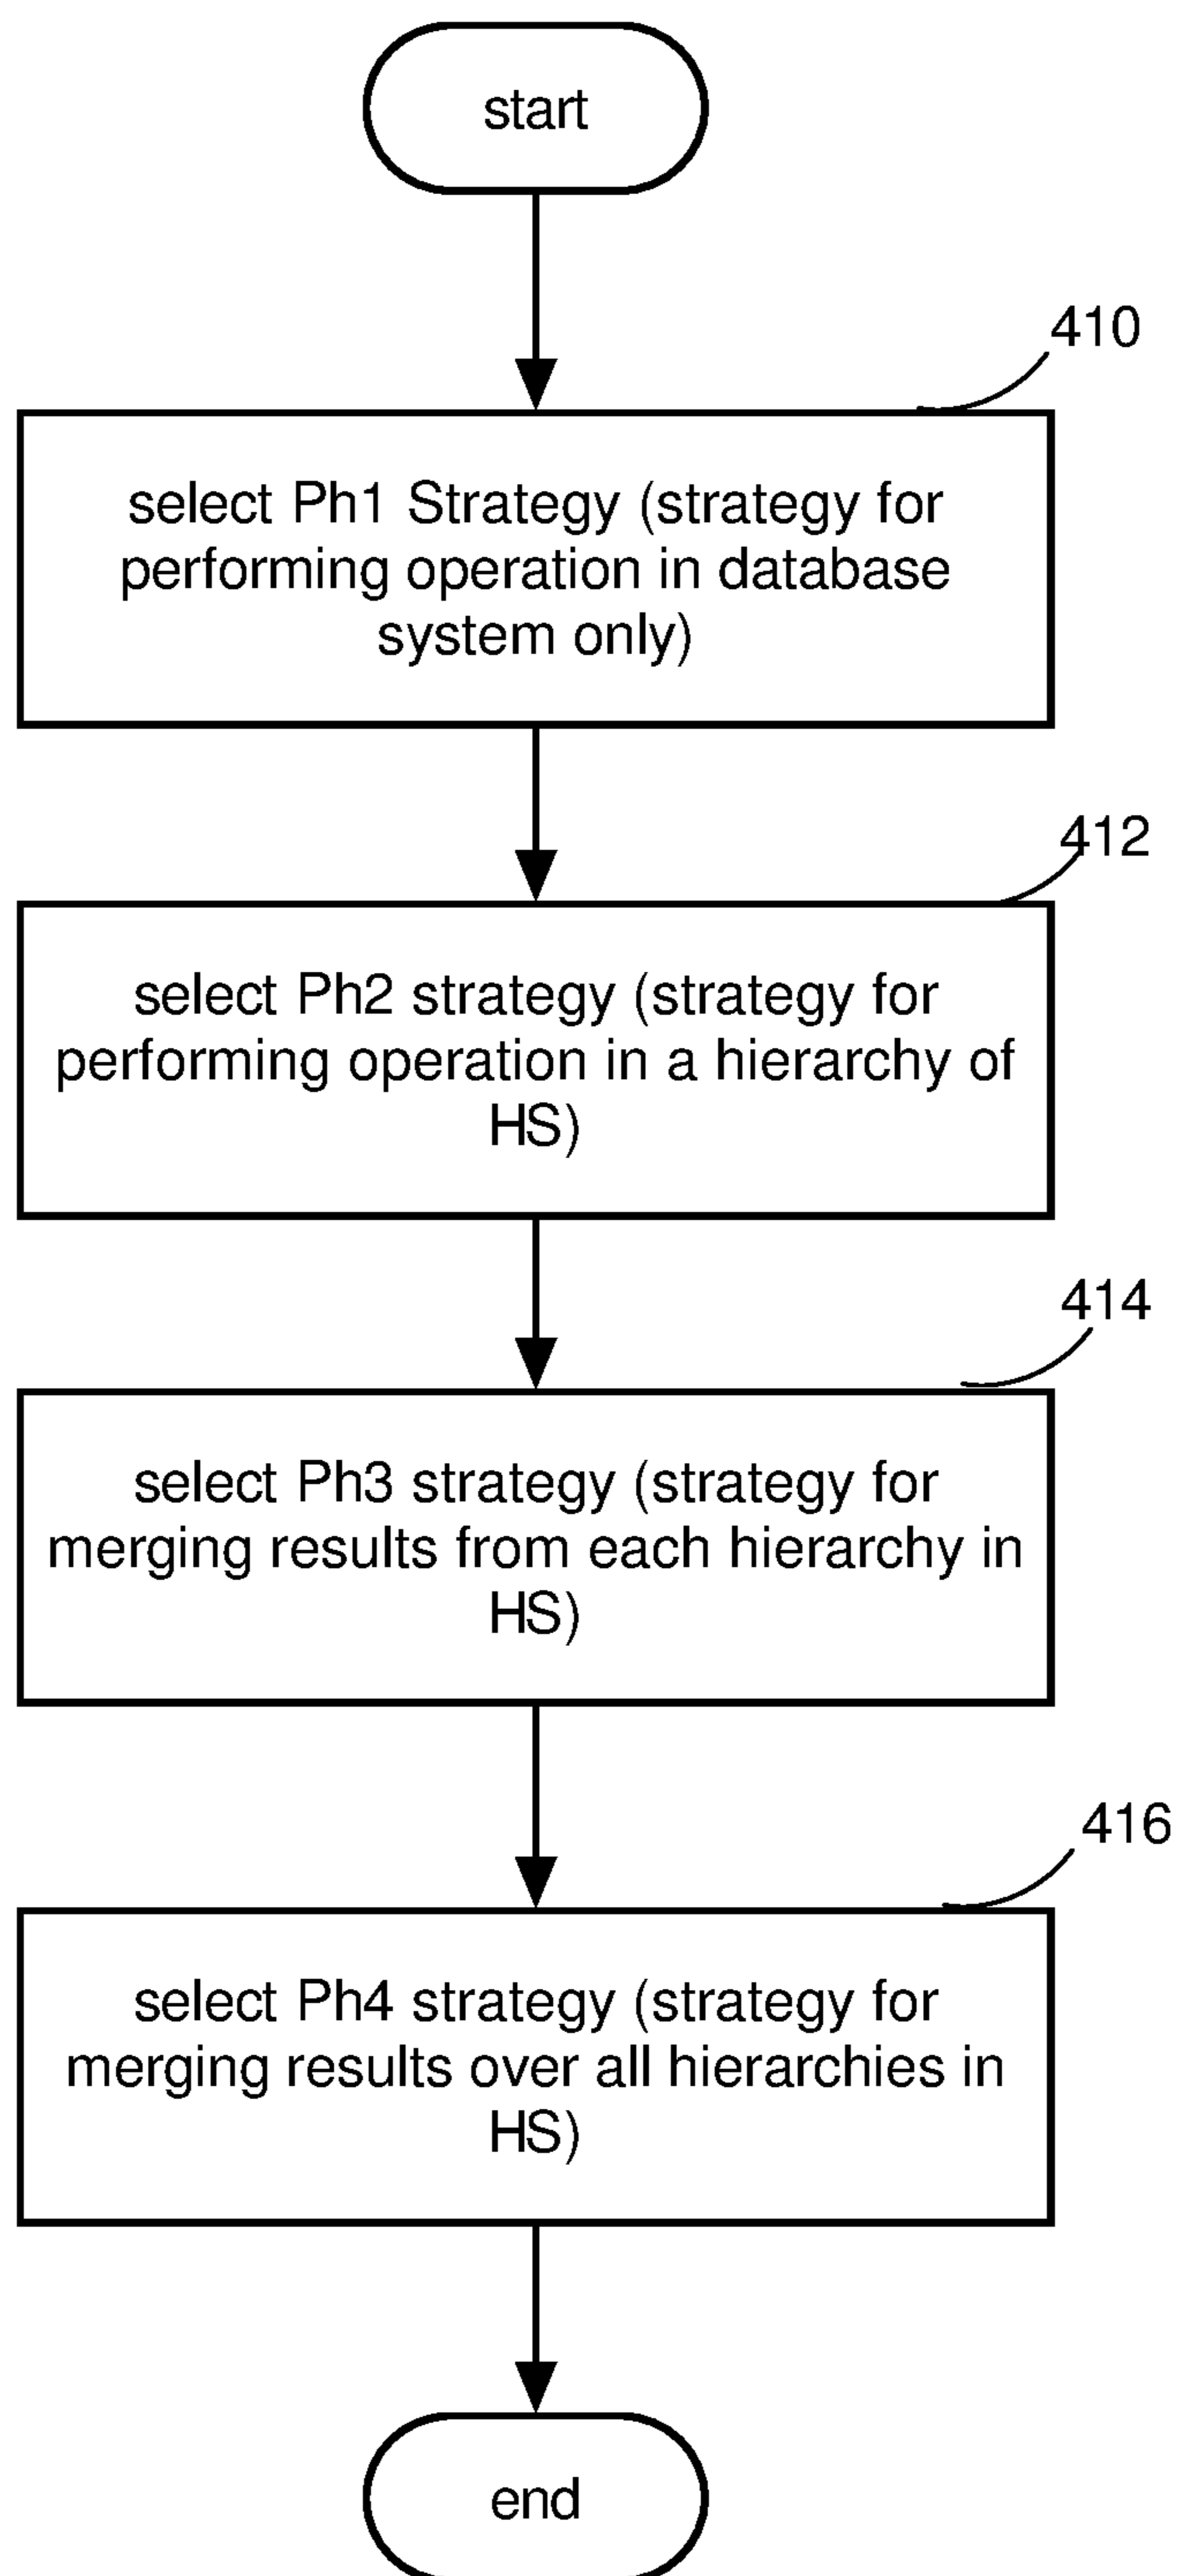 start
410
select Ph1 Strategy (strategy for
performing operation in database
system only)
412
select Ph2 strategy (strategy for
performing operation in a hierarchy of
HS)
414
select Ph3 strategy (strategy for
merging results from each hierarchy in
HS)
416
select Ph4 strategy (strategy for
merging results over all hierarchies in
HS)
end